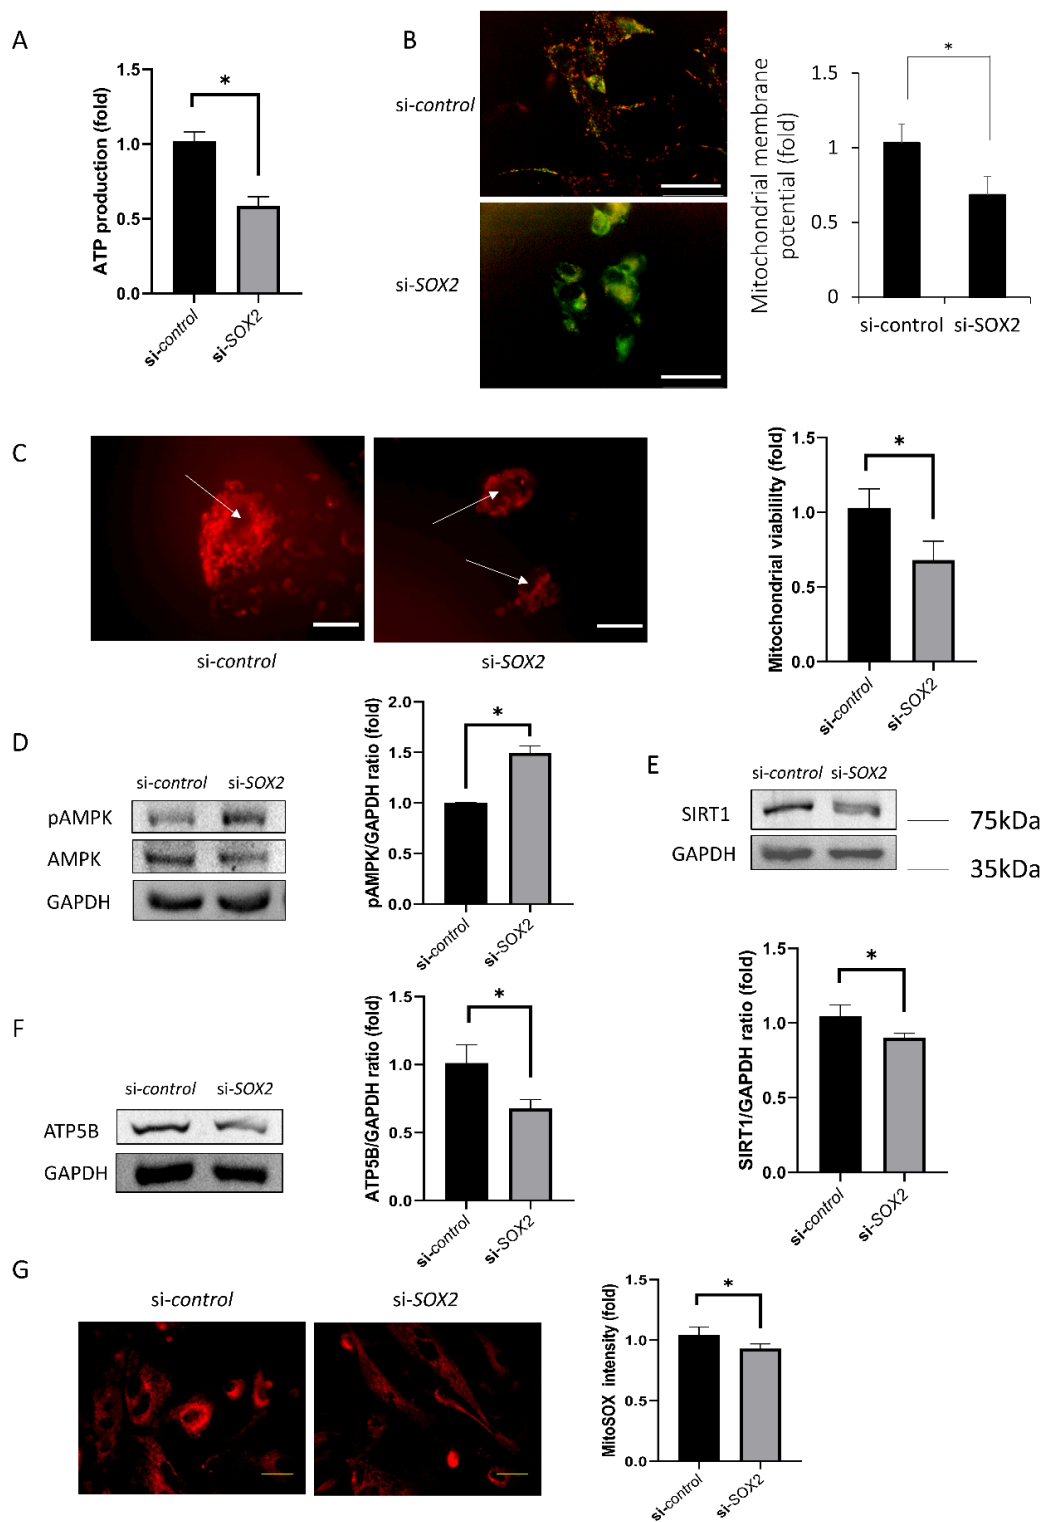 A
ATP production (fold)
1.5
1.0
0.5
0.0
*
si-control
si-SOX2
B
si-control
si-SOX2
Mitochondrial membrane
potential (fold)
1.5
1
0.5
0
*
si-control si-SOX2
C
si-control
si-SOX2
Mitochondrial viabilility (fold)
1.5
1.0
0.5
0.0
*
si-control
si-SOX2
D
si-control si-SOX2
pAMPK
AMPK
GAPDH
pAMPK/GAPDH ratio (fold)
2.0
1.5
1.0
0.5
0.0
*
si-control
si-SOX2
E
si-control si-SOX2
SIRT1
75kDa
GAPDH
35kDa
SIRT1/GAPDH ratio (fold)
1.5
1.0
0.5
0.0
*
si-control
si-SOX2
F
si-control si-SOX2
ATP5B
GAPDH
ATP5B/GAPDH ratio (fold)
1.5
1.0
0.5
0.0
*
si-control
si-SOX2
G
si-control
si-SOX2
MitoSOX intensity (fold)
1.5
1.0
0.5
0.0
*
si-control
si-SOX2